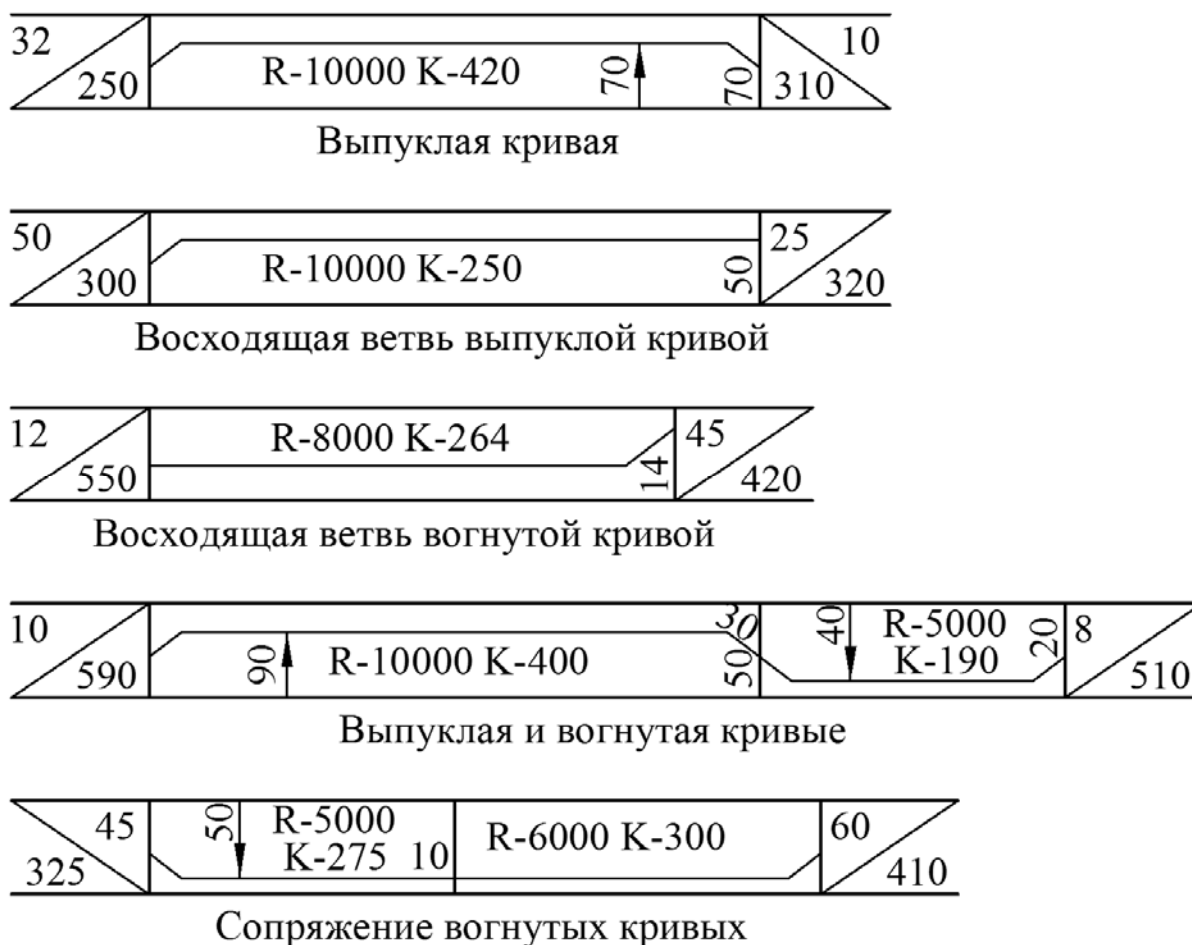 32
250
R-10000 K-420
70
70
10
310
Выпуклая кривая
50
300
R-10000 K-250
50
25
320
Восходящая ветвь выпуклой кривой
12
550
R-8000 K-264
14
45
420
Восходящая ветвь вогнутой кривой
10
590
90
R-10000 K-400
30
50
40
R-5000
K-190
20
8
510
Выпуклая и вогнутая кривые
45
325
50
R-5000
K-275
10
R-6000 K-300
60
410
Сопряжение вогнутых кривых